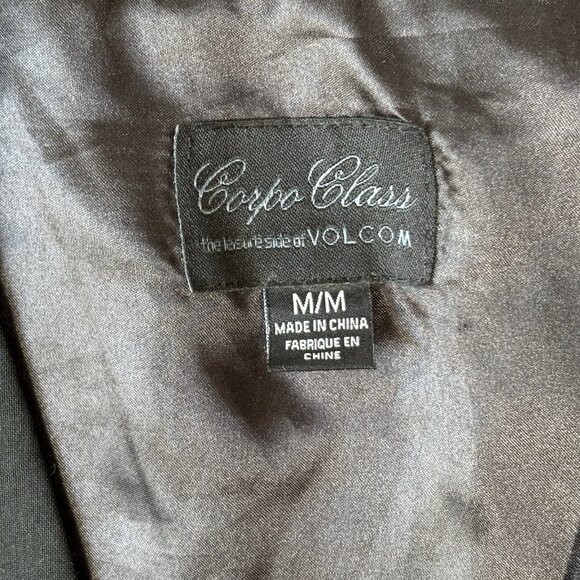 Corpo Class
the leisure side of VOLCOM
M/M
MADE IN CHINA
FABRIQUE EN
CHINE